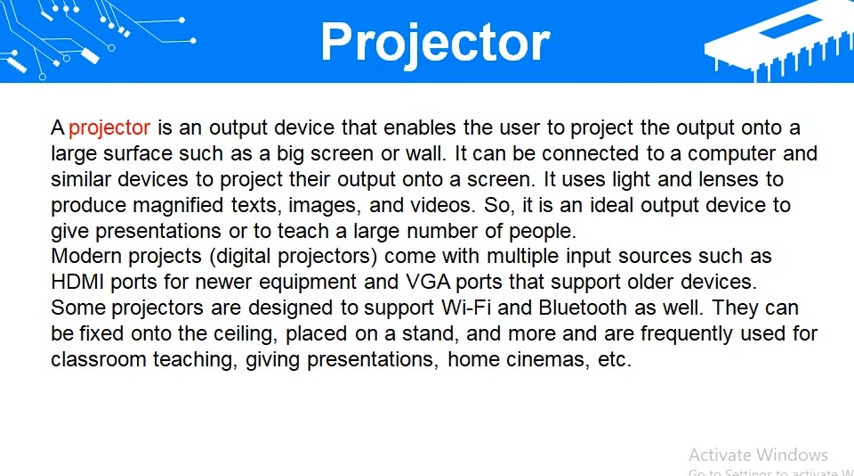 Projector
A projector is an output device that enables the user to project the output onto a
large surface such as a big screen or wall. It can be connected to a computer and
similar devices to project their output onto a screen. It uses light and lenses to
produce magnified texts, images, and videos. So, it is an ideal output device to
give presentations or to teach a large number of people.
Modern projects (digital projectors) come with multiple input sources such as
HDMI ports for newer equipment and VGA ports that support older devices.
Some projectors are designed to support Wi-Fi and Bluetooth as well. They can
be fixed onto the ceiling, placed on a stand, and more and are frequently used for
classroom teaching, giving presentations, home cinemas, etc.
Activate Windows
Go to Settings to activate W